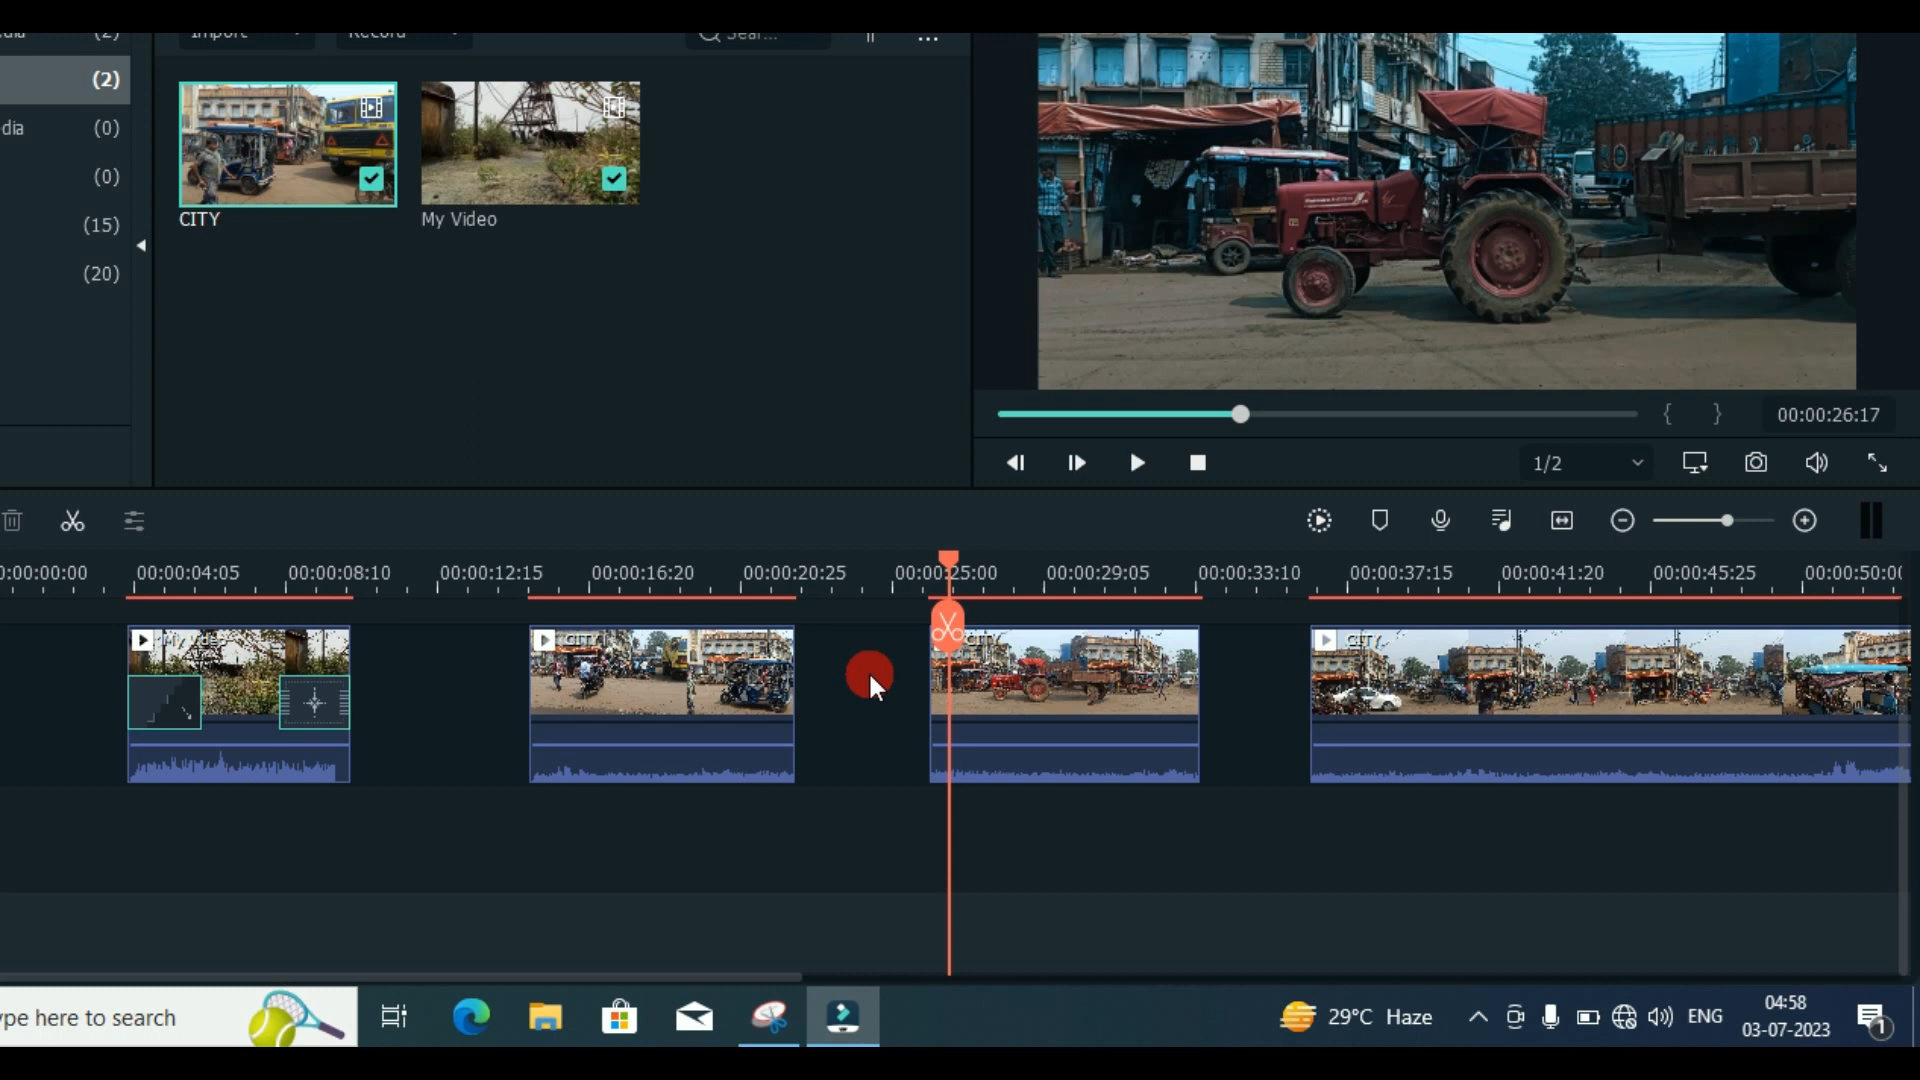 (2)
Import
Record
Sear...
(2)
dia
(0)
(0)
(15)
(20)
CITY
My Video
00:00:26:17
1/2
0:00:00:00
00:00:04:05
00:00:08:10
00:00:12:15
00:00:16:20
00:00:20:25
00:00:25:00
00:00:29:05
00:00:33:10
00:00:37:15
00:00:41:20
00:00:45:25
00:00:50:00
My Video
CITY
CITY
CITY
ype here to search
29°C Haze
ENG
04:58
03-07-2023
1